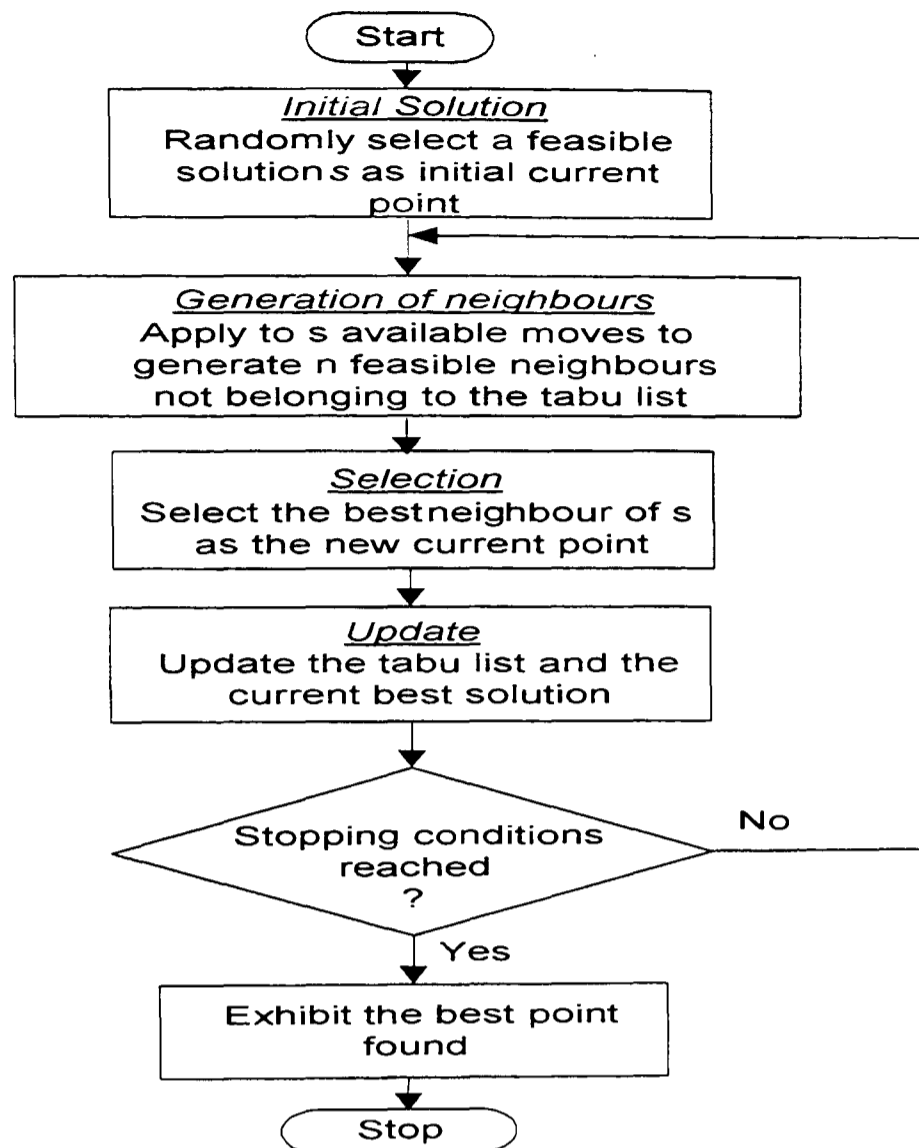 Start
Initial Solution
Randomly select a feasible
solution s as initial current
point
Generation of neighbours
Apply to s available moves to
generate n feasible neighbours
not belonging to the tabu list
Selection
Select the best neighbour of s
as the new current point
Update
Update the tabu list and the
current best solution
Stopping conditions
reached
?
No
Yes
Exhibit the best point
found
Stop